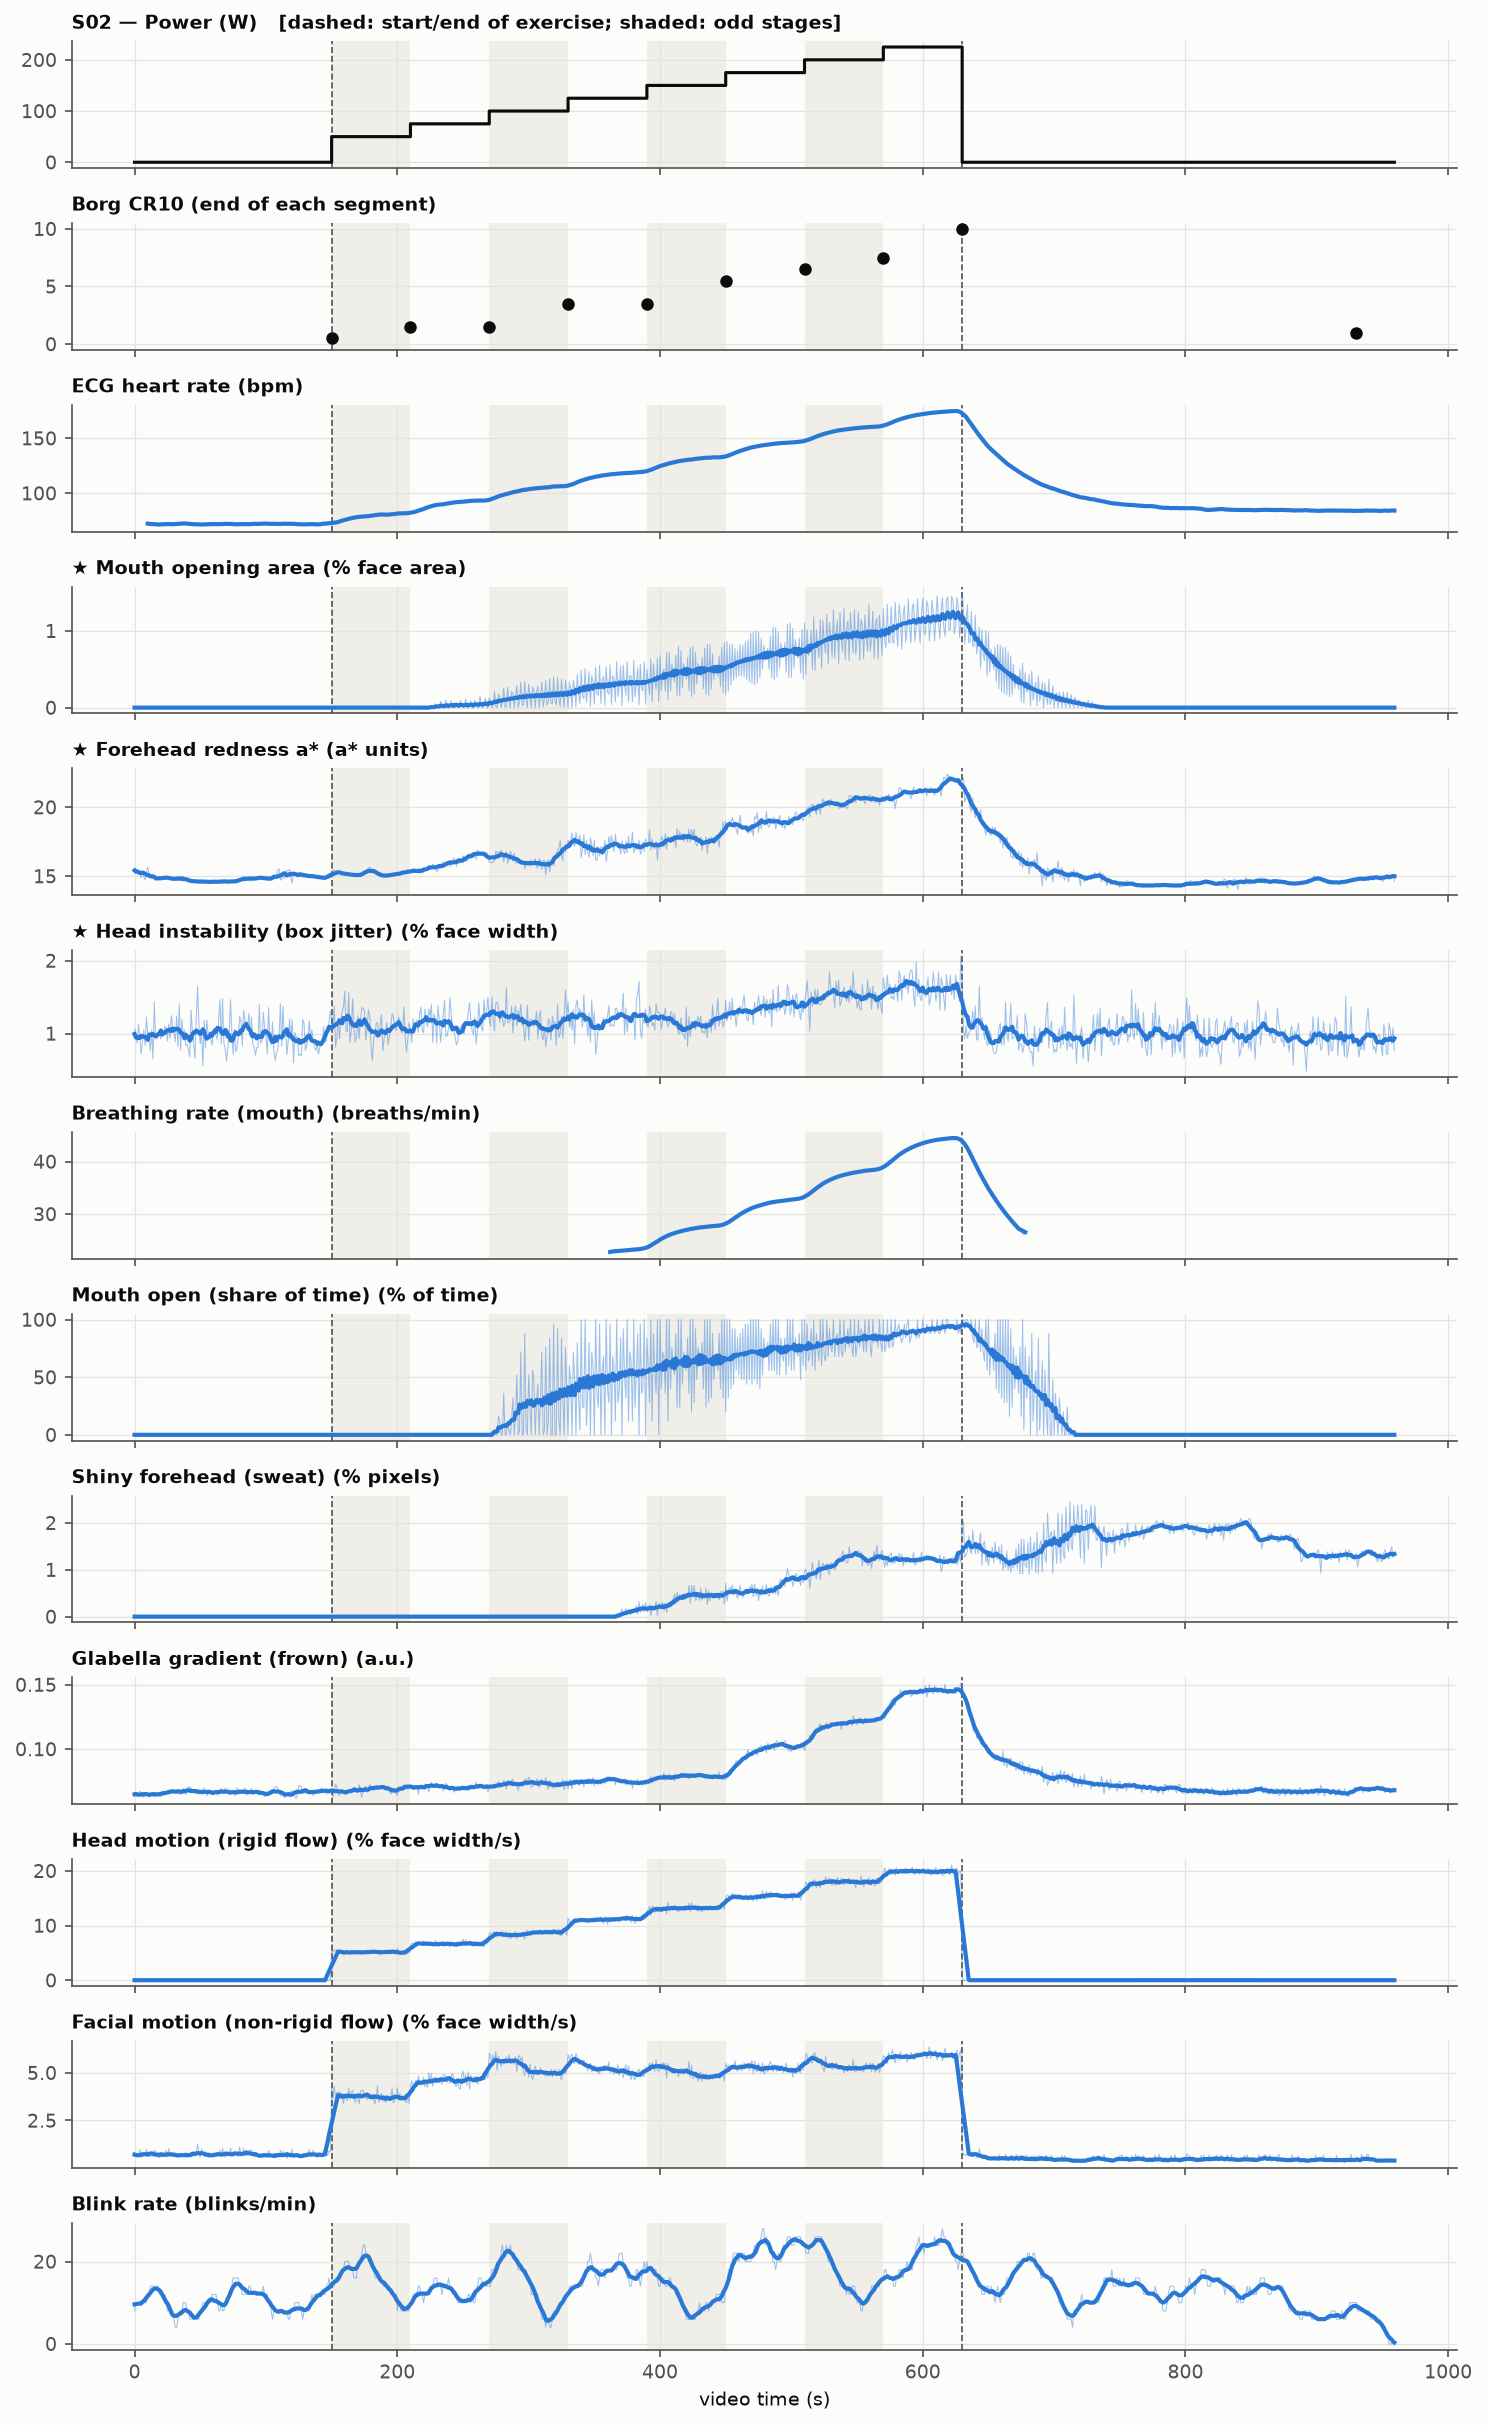 S02 — Power (W)   [dashed: start/end of exercise; shaded: odd stages]
200
100
0
Borg CR10 (end of each segment)
10
5
0
ECG heart rate (bpm)
150
100
★ Mouth opening area (% face area)
1
0
★ Forehead redness a* (a* units)
20
15
★ Head instability (box jitter) (% face width)
2
1
Breathing rate (mouth) (breaths/min)
40
30
Mouth open (share of time) (% of time)
100
50
0
Shiny forehead (sweat) (% pixels)
2
1
0
Glabella gradient (frown) (a.u.)
0.15
0.10
Head motion (rigid flow) (% face width/s)
20
10
0
Facial motion (non-rigid flow) (% face width/s)
5.0
2.5
Blink rate (blinks/min)
20
0
0 200 400 600 800 1000
video time (s)